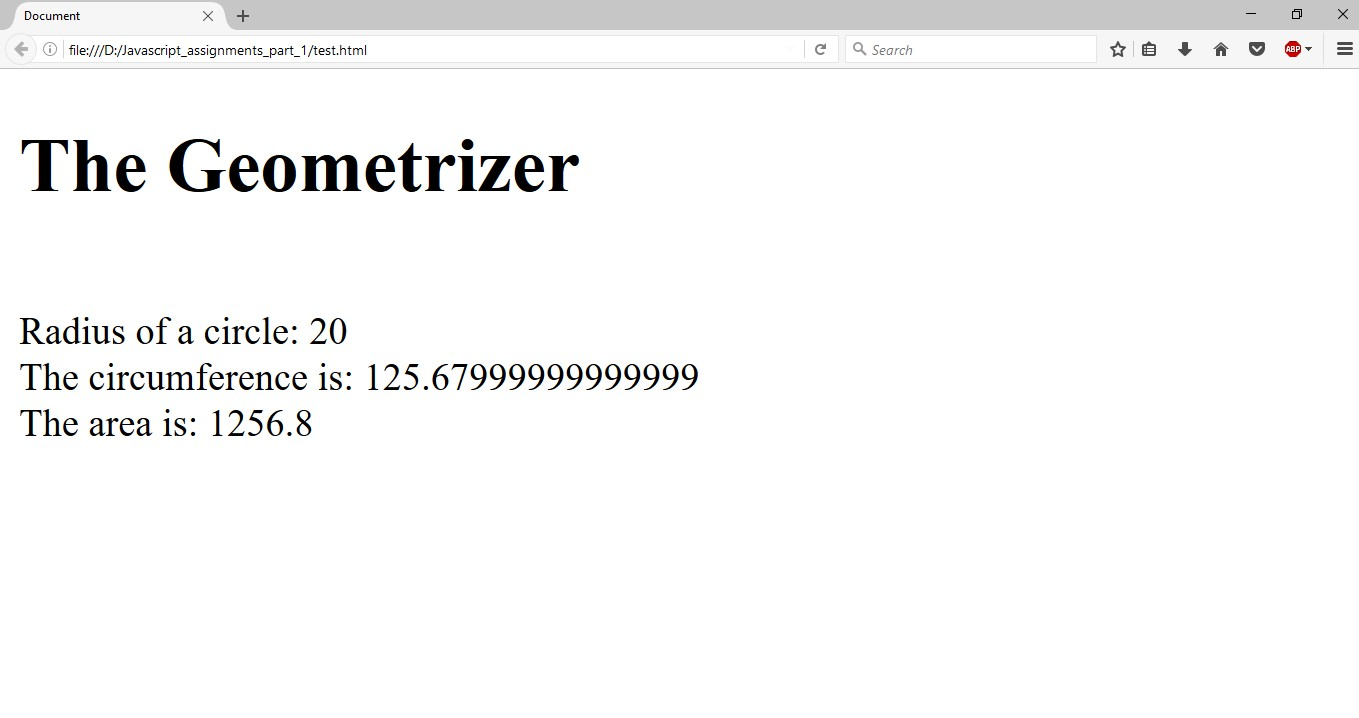 Document
file:///D:/Javascript_assignments_part_1/test.html
Search
ABP
The Geometrizer
Radius of a circle: 20
The circumference is: 125.67999999999999
The area is: 1256.8